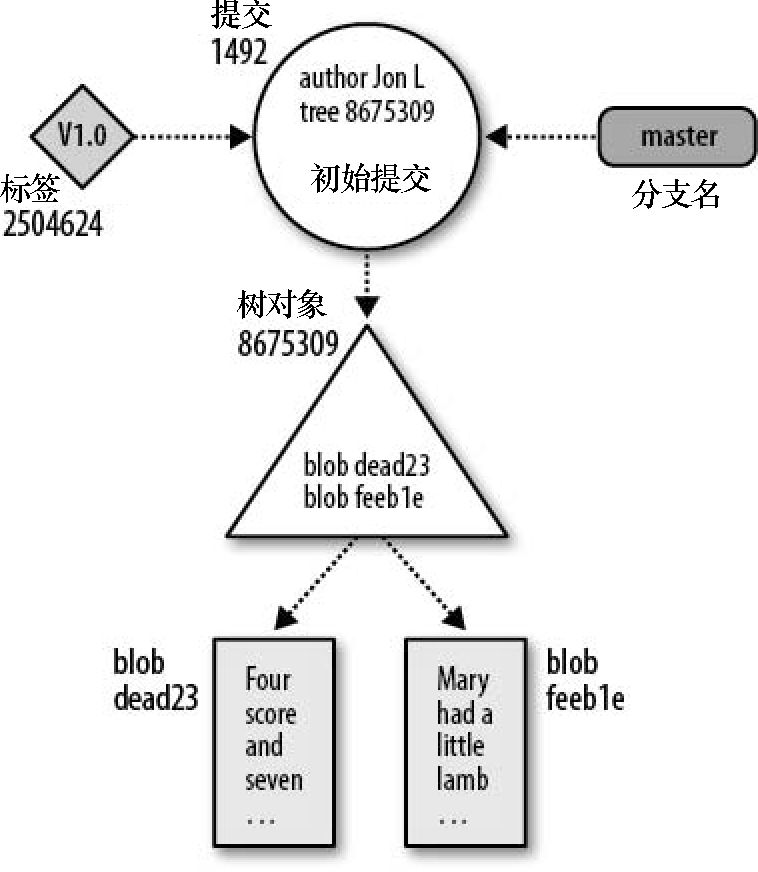 提交
1492
author Jon L
tree 8675309
初始提交
V1.0
标签
2504624
master
分支名
树对象
8675309
blob dead23
blob feeb1e
blob
dead23
Four
score
and
seven
...
Mary
had a
little
lamb
...
blob
feeb1e